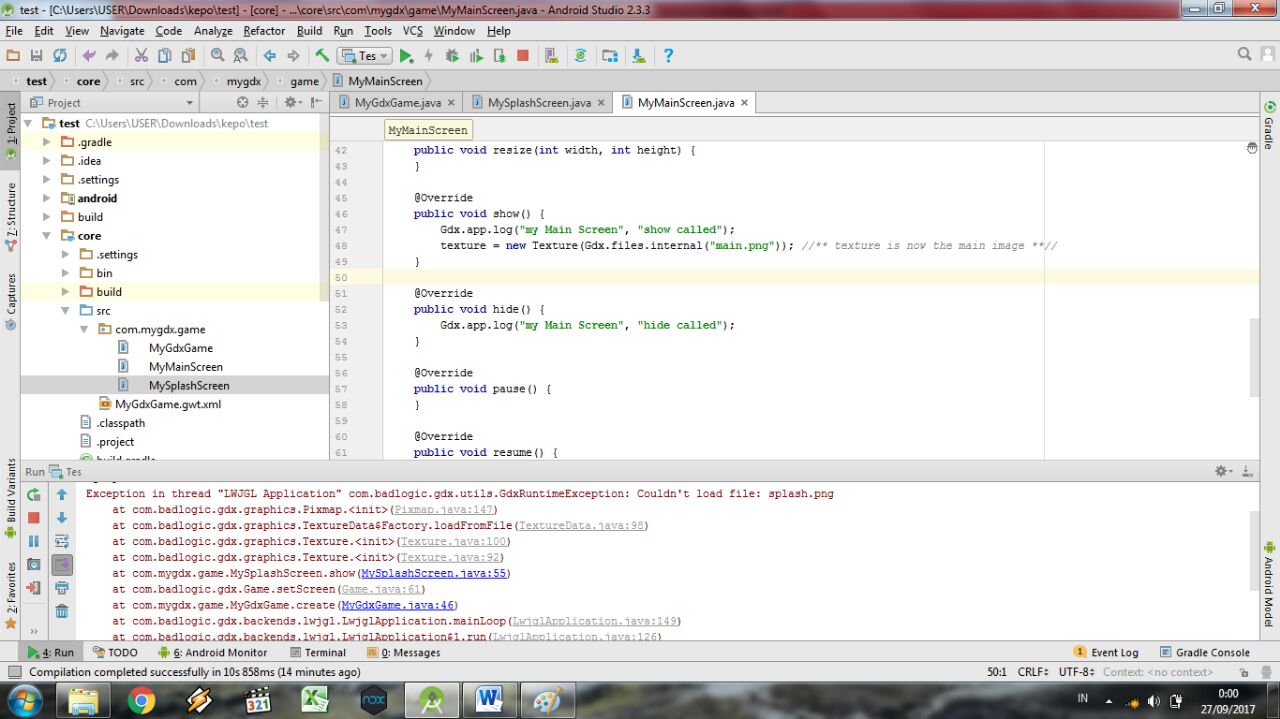 test - [C:\Users\USER\Downloads\kepo\test] - [core] - ...\core\src\com\mygdx\game\MyMainScreen.java - Android Studio 2.3.3
File Edit View Navigate Code Analyze Refactor Build Run Tools VCS Window Help
Tes
test core src com mygdx game MyMainScreen
Project
MyGdxGame.java MySplashScreen.java MyMainScreen.java
1: Project
Z: Structure
Captures
Build Variants
2: Favorites
test C:\Users\USER\Downloads\kepo\test
.gradle
.idea
.settings
android
build
core
.settings
bin
build
src
com.mygdx.game
MyGdxGame
MyMainScreen
MySplashScreen
MyGdxGame.gwt.xml
.classpath
.project
build.gradle
MyMainScreen
42 public void resize(int width, int height) {
43 }
44
45 @Override
46 public void show() {
47 Gdx.app.log("my Main Screen", "show called");
48 texture = new Texture(Gdx.files.internal("main.png")); //** texture is now the main image **//
49 }
50
51 @Override
52 public void hide() {
53 Gdx.app.log("my Main Screen", "hide called");
54 }
55
56 @Override
57 public void pause() {
58 }
59
60 @Override
61 public void resume() {
Gradle
Android Model
Run Tes
Exception in thread "LWJGL Application" com.badlogic.gdx.utils.GdxRuntimeException: Couldn't load file: splash.png
at com.badlogic.gdx.graphics.Pixmap.<init>(Pixmap.java:147)
at com.badlogic.gdx.graphics.TextureData$Factory.loadFromFile(TextureData.java:98)
at com.badlogic.gdx.graphics.Texture.<init>(Texture.java:100)
at com.badlogic.gdx.graphics.Texture.<init>(Texture.java:92)
at com.mygdx.game.MySplashScreen.show(MySplashScreen.java:55)
at com.badlogic.gdx.Game.setScreen(Game.java:61)
at com.mygdx.game.MyGdxGame.create(MyGdxGame.java:46)
at com.badlogic.gdx.backends.lwjgl.LwjglApplication.mainLoop(LwjglApplication.java:149)
at com.badlogic.gdx.backends.lwjgl.LwjglApplication$1.run(LwjglApplication.java:126)
4: Run TODO 6: Android Monitor Terminal 0: Messages 1 Event Log Gradle Console
Compilation completed successfully in 10s 858ms (14 minutes ago) 50:1 CRLF UTF-8 Context: <no context>
321
nox
IN
0:00
27/09/2017